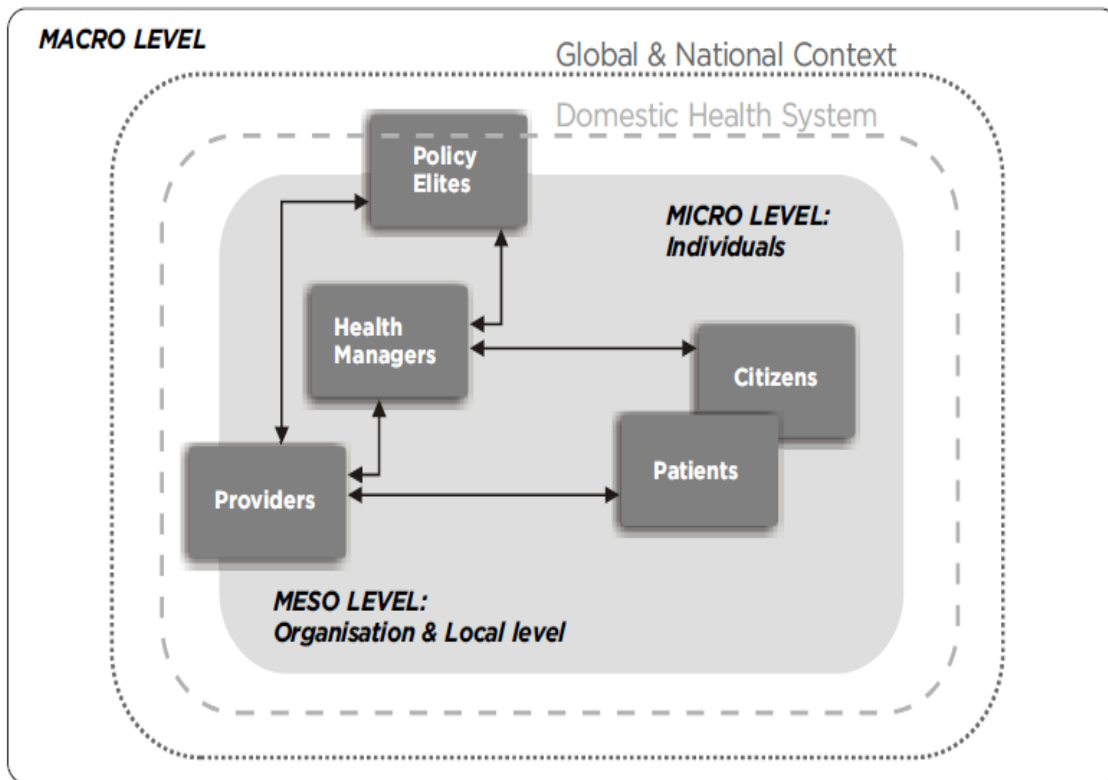 MACRO LEVEL
Global & National Context
Domestic Health System
Policy
Elites
MICRO LEVEL:
Individuals
Health
Managers
Citizens
Patients
Providers
MESO LEVEL:
Organisation & Local level